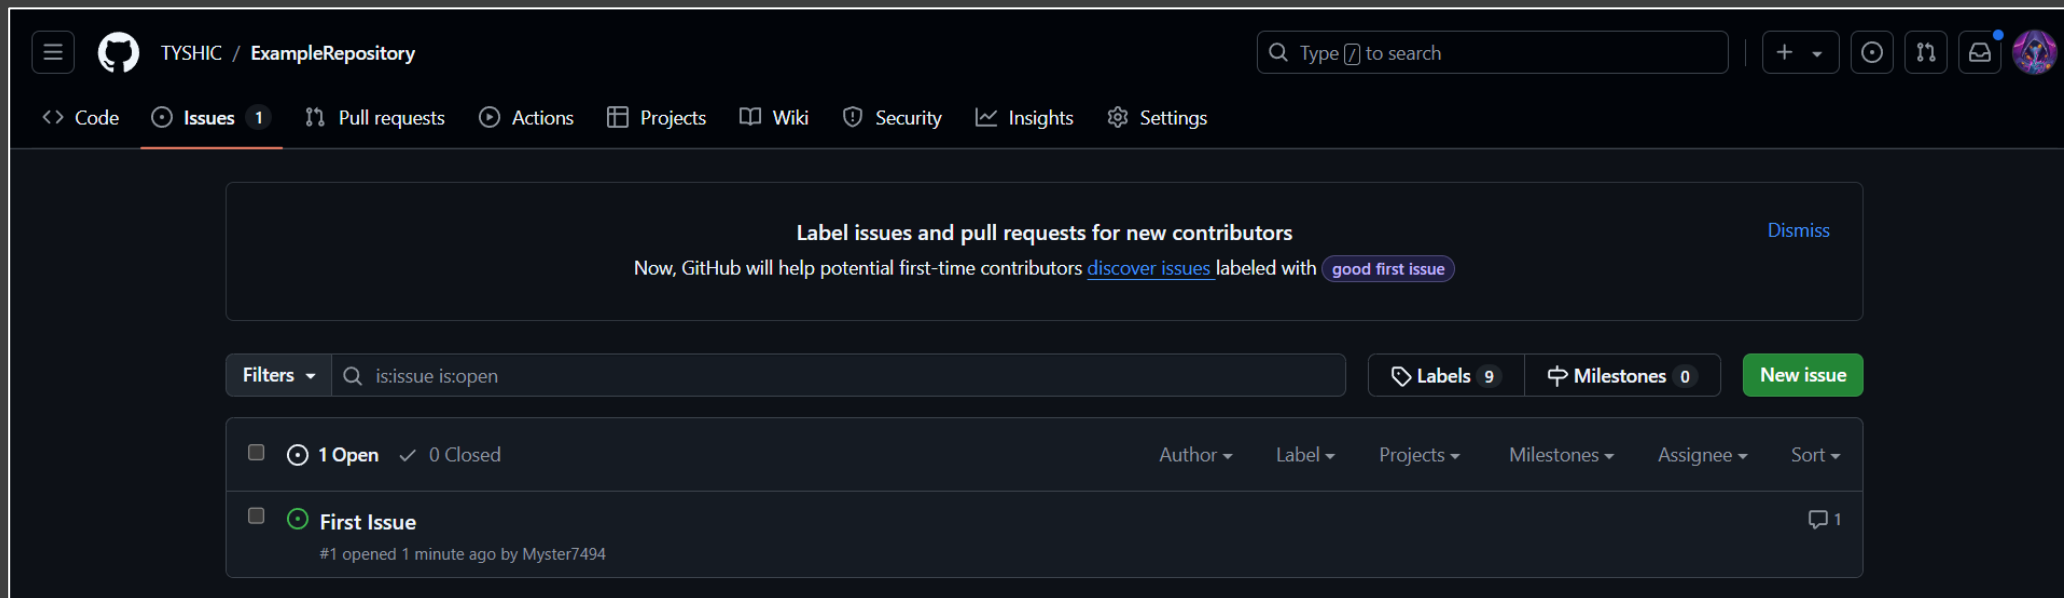 TYSHIC / ExampleRepository
Type / to search
Code Issues 1 Pull requests Actions Projects Wiki Security Insights Settings
Label issues and pull requests for new contributors
Dismiss
Now, GitHub will help potential first-time contributors discover issues labeled with good first issue
Filters is:issue is:open Labels 9 Milestones 0 New issue
1 Open 0 Closed Author Label Projects Milestones Assignee Sort
First Issue 1
#1 opened 1 minute ago by Myster7494